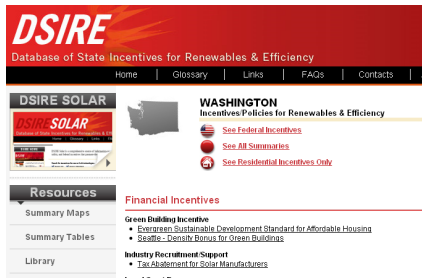 DSIRE
Database of State Incentives for Renewables & Efficiency
Home | Glossary | Links | FAQs | Contacts |
DSIRE SOLAR
DSIRE SOLAR
WASHINGTON
Incentives/Policies for Renewables & Efficiency
See Federal Incentives
See All Summaries
See Residential Incentives Only
Resources
Summary Maps
Summary Tables
Library
Financial Incentives
Green Building Incentive
• Evergreen Sustainable Development Standard for Affordable Housing
• Seattle - Density Bonus for Green Buildings
Industry Recruitment/Support
• Tax Abatement for Solar Manufacturers